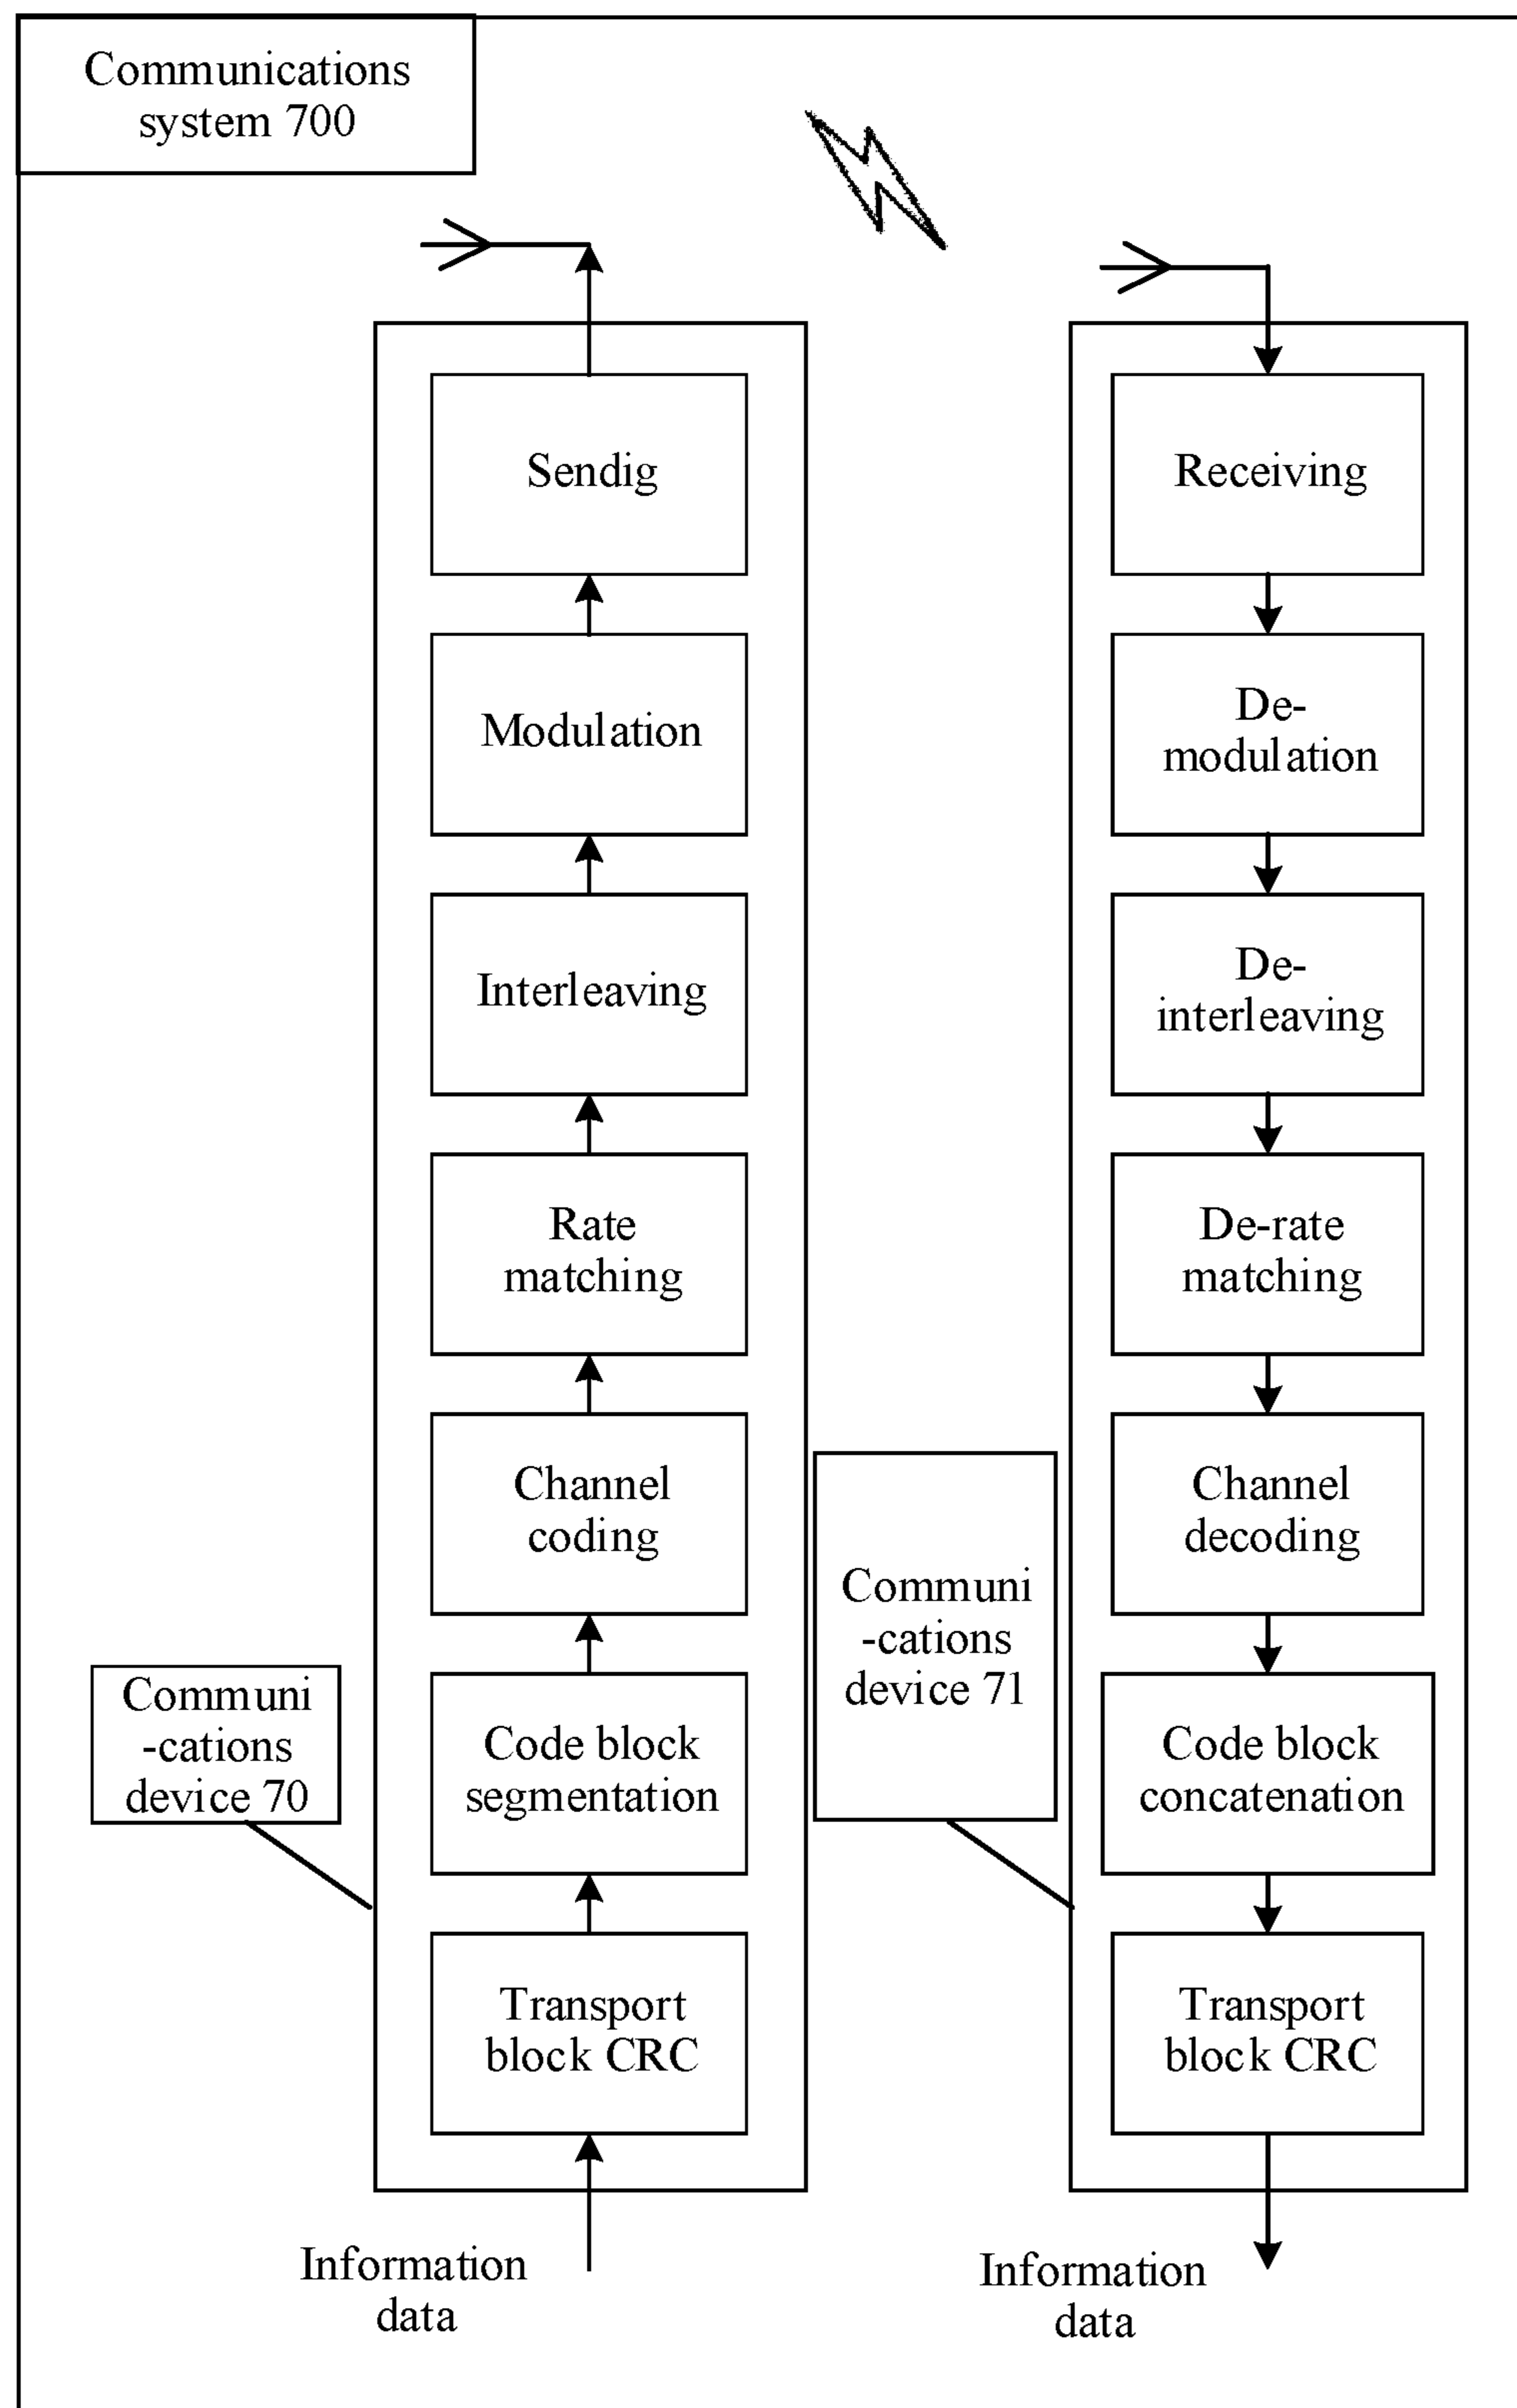 Communications
system 700
Sendig
Modulation
Interleaving
Rate
matching
Channel
coding
Code block
segmentation
Transport
block CRC
Communi
-cations
device 70
Information
data
Receiving
De-
modulation
De-
interleaving
De-rate
matching
Channel
decoding
Code block
concatenation
Transport
block CRC
Communi
-cations
device 71
Information
data